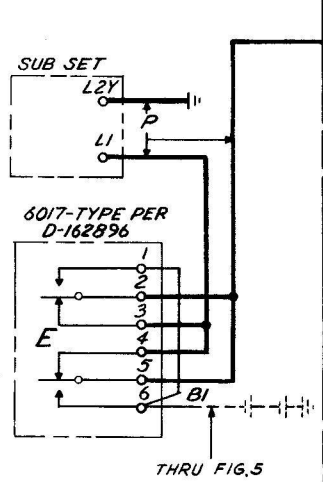 SUB SET
L2Y
P
L1
6017-TYPE PER
D-162896
1
2
3
E
4
5
6
B1
THRU FIG.5